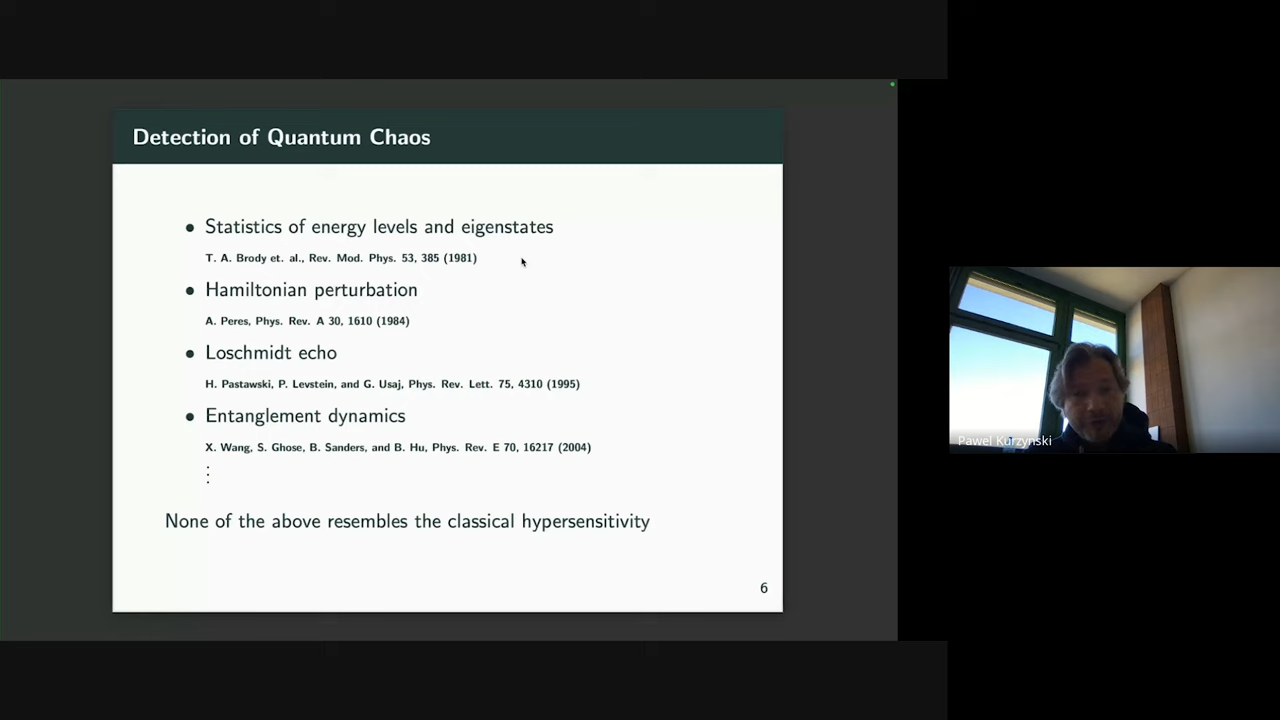 Detection of Quantum Chaos
• Statistics of energy levels and eigenstates
T. A. Brody et. al., Rev. Mod. Phys. 53, 385 (1981)
• Hamiltonian perturbation
A. Peres, Phys. Rev. A 30, 1610 (1984)
• Loschmidt echo
H. Pastawski, P. Levstein, and G. Usaj, Phys. Rev. Lett. 75, 4310 (1995)
• Entanglement dynamics
X. Wang, S. Ghose, B. Sanders, and B. Hu, Phys. Rev. E 70, 16217 (2004)
⋮
None of the above resembles the classical hypersensitivity
6
Pawel Kurzynski